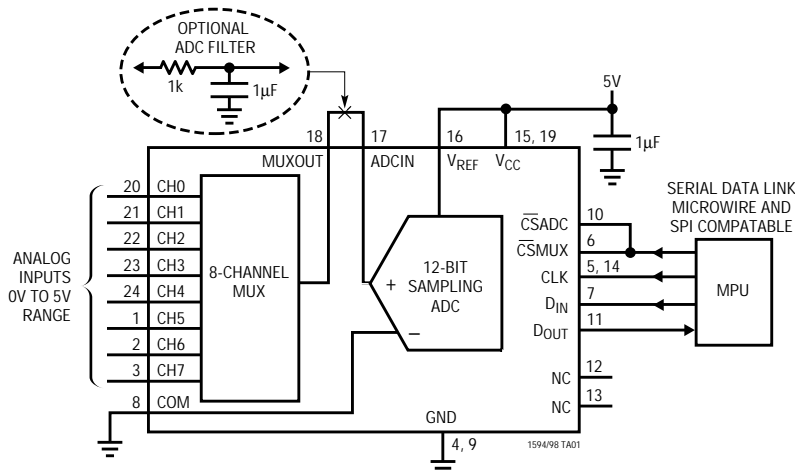 OPTIONAL
ADC FILTER
1k
1µF
5V
1µF
18
17
16
15, 19
MUXOUT
ADCIN
VREF
VCC
SERIAL DATA LINK
MICROWIRE AND
SPI COMPATABLE
ANALOG
INPUTS
0V TO 5V
RANGE
20 CH0
21 CH1
22 CH2
23 CH3
24 CH4
1 CH5
2 CH6
3 CH7
8 COM
8-CHANNEL
MUX
+
12-BIT
SAMPLING
ADC
–
CSADC 10
CSMUX 6
CLK 5, 14
DIN 7
DOUT 11
NC 12
NC 13
MPU
GND
4, 9
1594/98 TA01